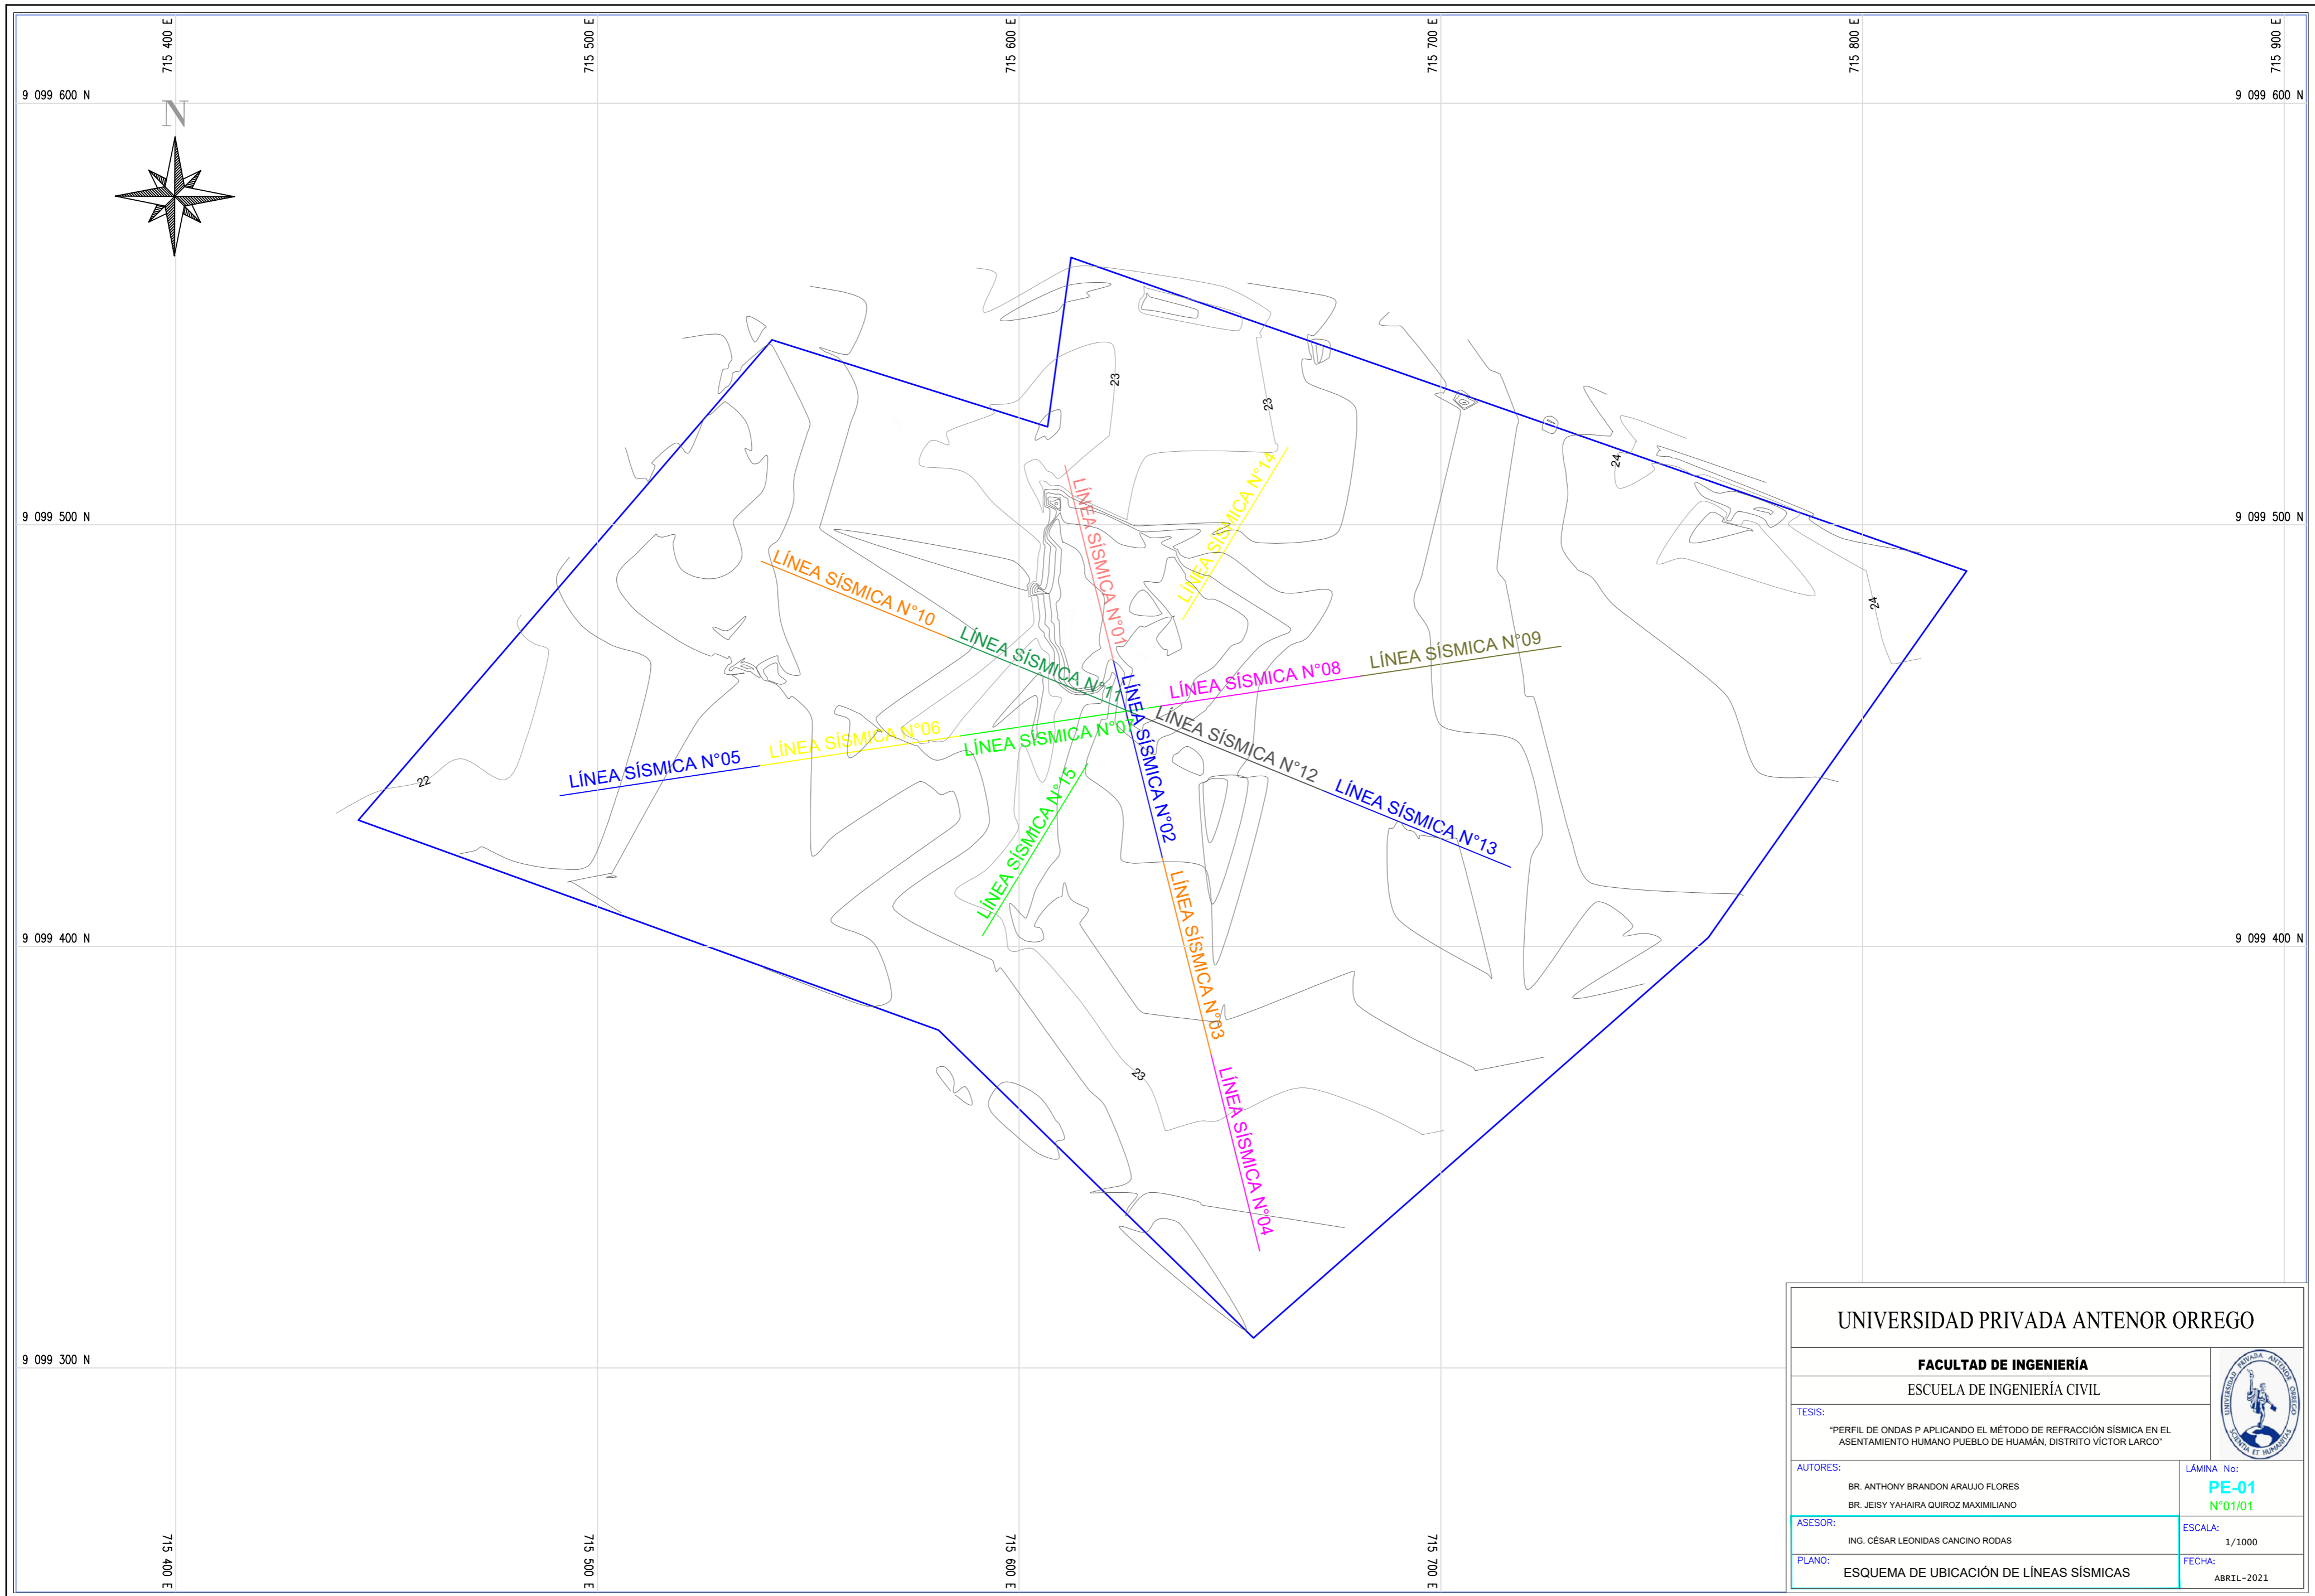 715 400 E
715 500 E
715 600 E
715 700 E
715 800 E
715 900 E
9 099 600 N
9 099 600 N
N
23
23
24
LÍNEA SÍSMICA N°14
LÍNEA SÍSMICA N°01
9 099 500 N
9 099 500 N
LÍNEA SÍSMICA N°10
24
LÍNEA SÍSMICA N°11
LÍNEA SÍSMICA N°09
LÍNEA SÍSMICA N°08
LÍNEA SÍSMICA N°02
LÍNEA SÍSMICA N°12
LÍNEA SÍSMICA N°06
LÍNEA SÍSMICA N°07
LÍNEA SÍSMICA N°05
22
LÍNEA SÍSMICA N°15
LÍNEA SÍSMICA N°13
LÍNEA SÍSMICA N°03
9 099 400 N
9 099 400 N
23
LÍNEA SÍSMICA N°04
9 099 300 N
715 400 E
715 500 E
715 600 E
715 700 E
UNIVERSIDAD PRIVADA ANTENOR ORREGO
FACULTAD DE INGENIERÍA
ESCUELA DE INGENIERÍA CIVIL
UNIVERSIDAD PRIVADA ANTENOR ORREGO
SCIENTIA ET HUMANITAS
TESIS:
"PERFIL DE ONDAS P APLICANDO EL MÉTODO DE REFRACCIÓN SÍSMICA EN EL
ASENTAMIENTO HUMANO PUEBLO DE HUAMÁN, DISTRITO VÍCTOR LARCO"
AUTORES:
BR. ANTHONY BRANDON ARAUJO FLORES
BR. JEISY YAHAIRA QUIROZ MAXIMILIANO
LÁMINA No:
PE-01
N°01/01
ASESOR:
ING. CÉSAR LEONIDAS CANCINO RODAS
ESCALA:
1/1000
PLANO:
ESQUEMA DE UBICACIÓN DE LÍNEAS SÍSMICAS
FECHA:
ABRIL-2021